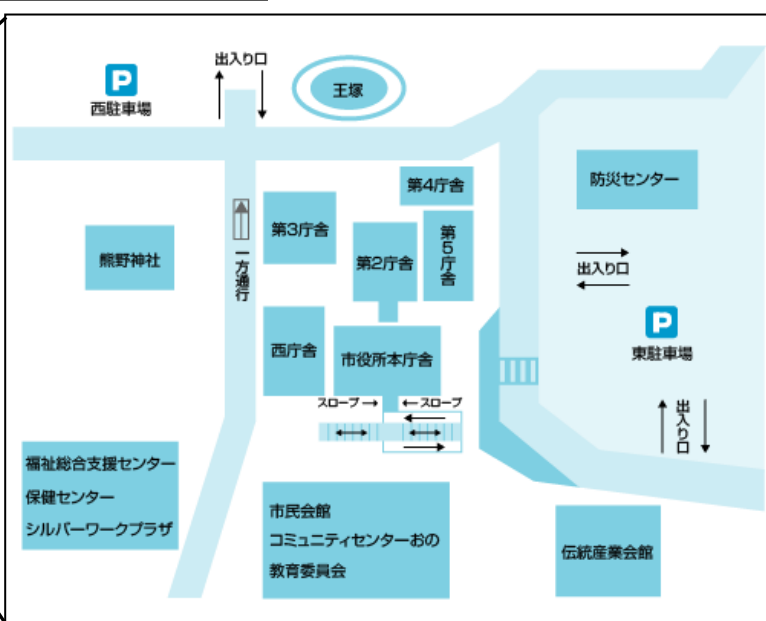 出入り口
P
西駐車場
王塚
第4庁舎
防災センター
第3庁舎
第5庁舎
第2庁舎
熊野神社
一方通行
出入り口
P
東駐車場
西庁舎
市役所本庁舎
スロープ→ ←スロープ
出入り口
福祉総合支援センター
保健センター
シルバーワークプラザ
市民会館
コミュニティセンターおの
教育委員会
伝統産業会館